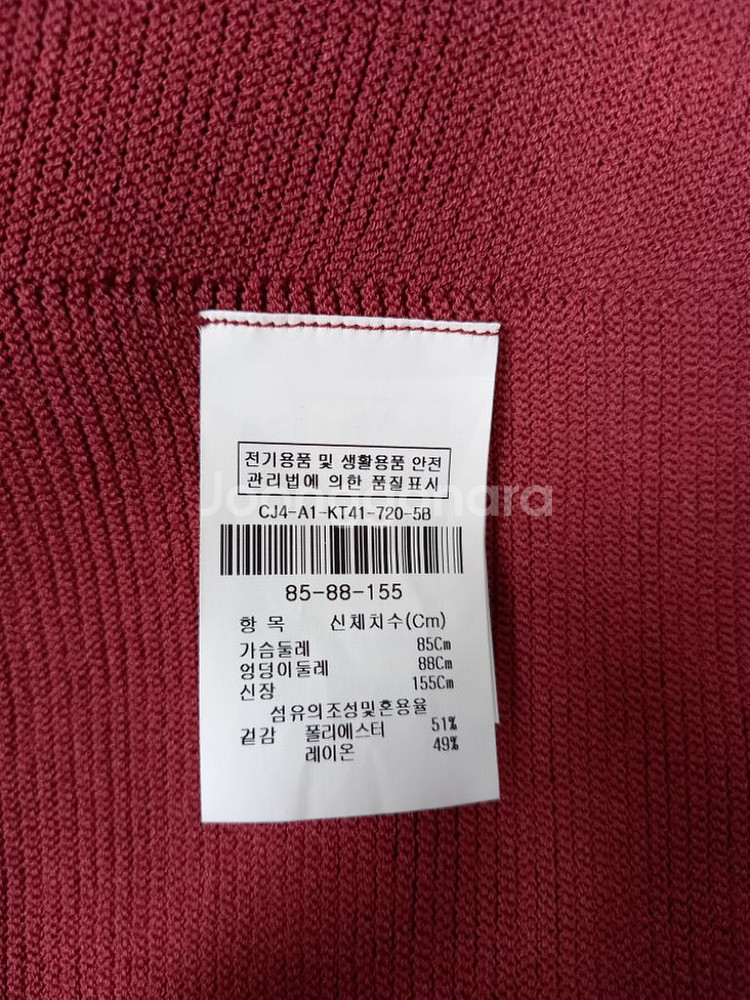 전기용품 및 생활용품 안전
관리법에 의한 품질표시
Joonggonara
CJ4-A1-KT41-720-5B
85-88-155
항 목 신체치수(Cm)
가슴둘레 85Cm
엉덩이둘레 88Cm
신장 155Cm
섬유의조성및혼용율
겉감 폴리에스터 51%
레이온 49%